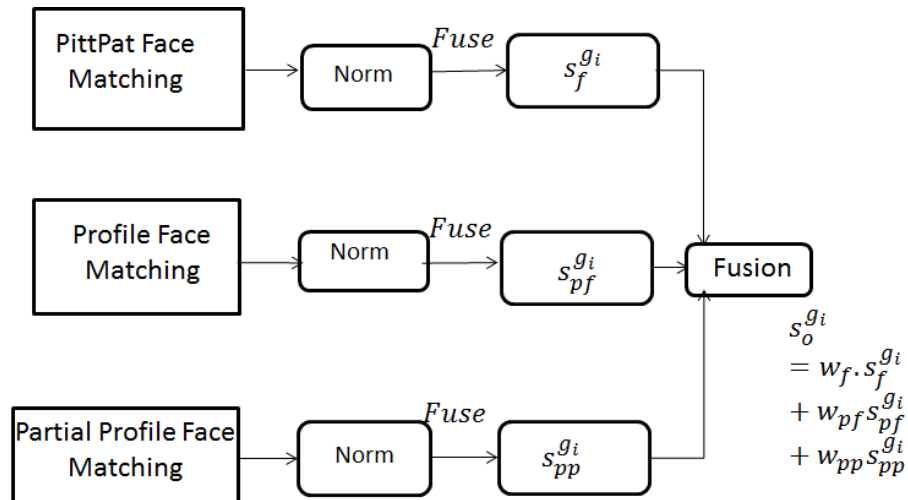 PittPat Face
Matching
Norm
Fuse
s_f^{g_i}
Profile Face
Matching
Norm
Fuse
s_{pf}^{g_i}
Fusion
s_o^{g_i}
= w_f . s_f^{g_i}
+ w_{pf} s_{pf}^{g_i}
+ w_{pp} s_{pp}^{g_i}
Partial Profile Face
Matching
Norm
Fuse
s_{pp}^{g_i}